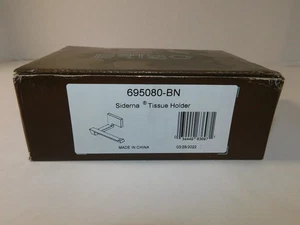 695080-BN
Siderna ® Tissue Holder
MADE IN CHINA